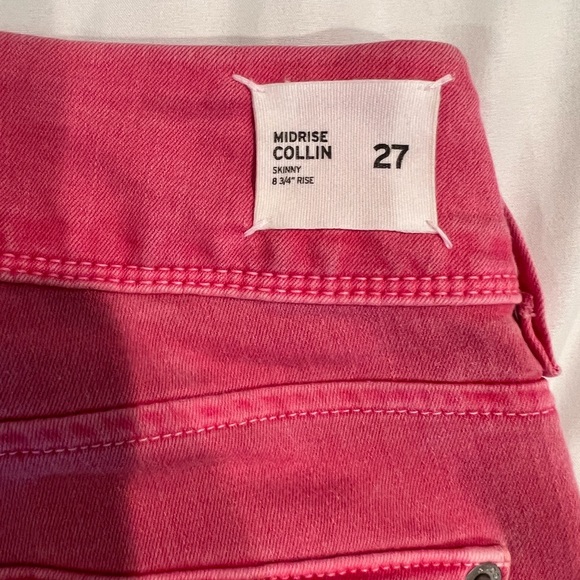 MIDRISE
COLLIN
SKINNY
8 3/4" RISE
27